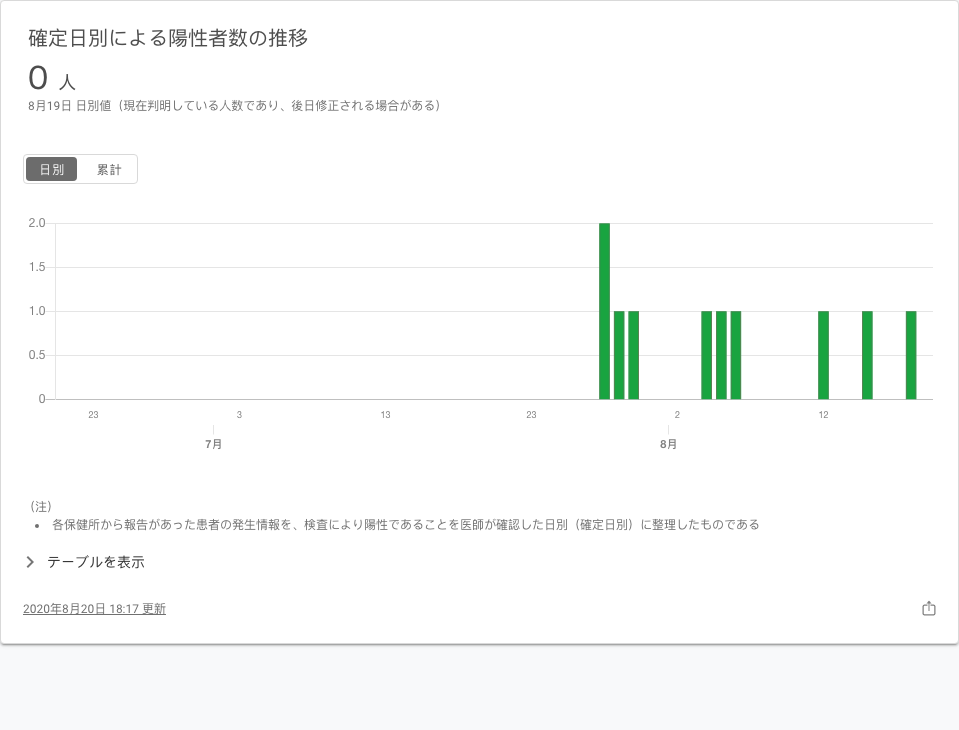 確定日別による陽性者数の推移
0 人
8月19日 日別値（現在判明している人数であり、後日修正される場合がある）
日別 累計
2.0
1.5
1.0
0.5
0
23 3 13 23 2 12
7月 8月
（注）
• 各保健所から報告があった患者の発生情報を、検査により陽性であることを医師が確認した日別（確定日別）に整理したものである
テーブルを表示
2020年8月20日 18:17 更新